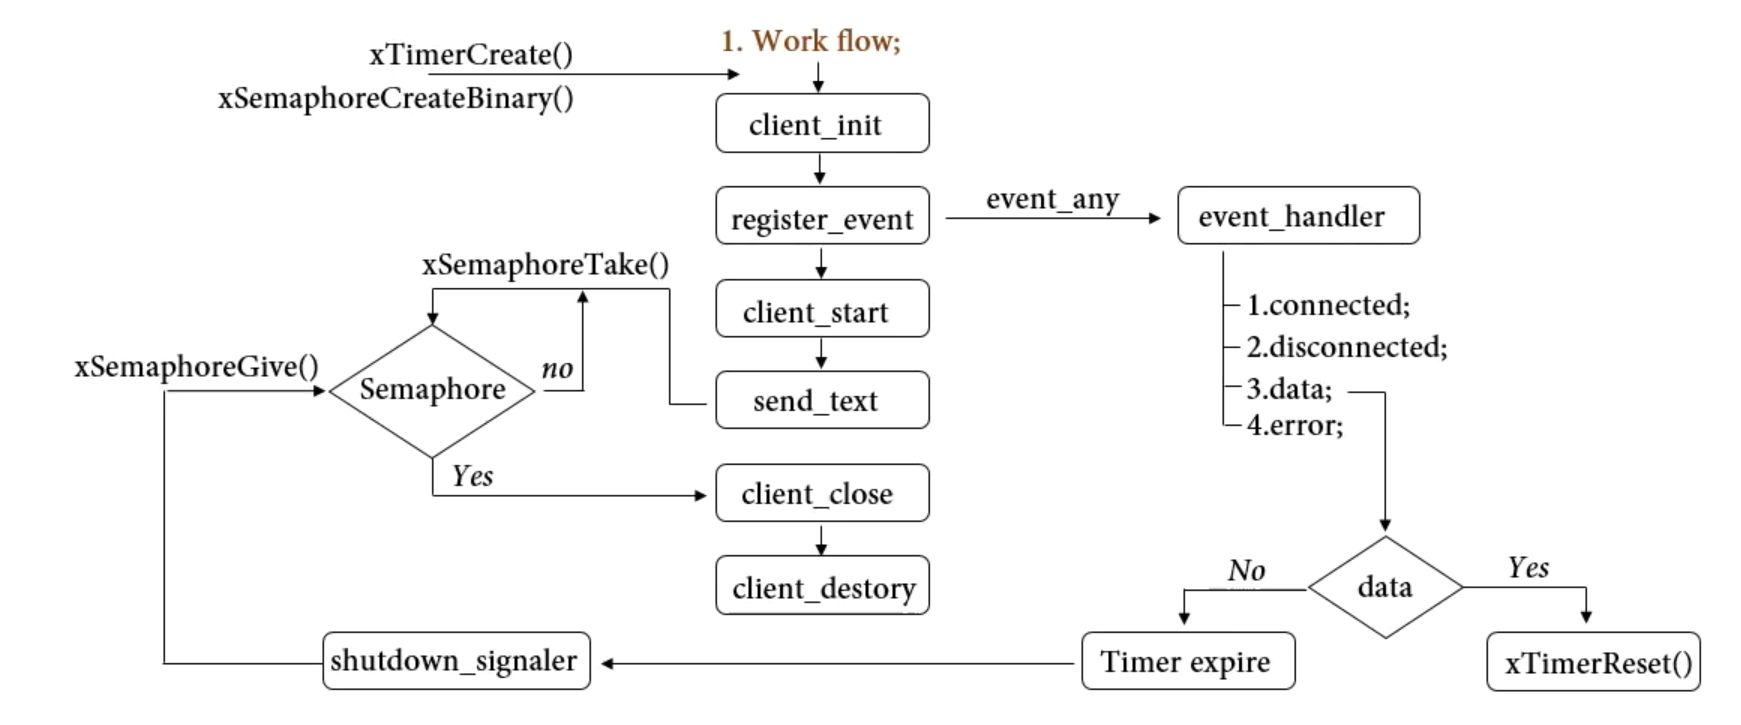 1. Work flow;
xTimerCreate()
xSemaphoreCreateBinary()
client_init
register_event
event_any
event_handler
xSemaphoreTake()
client_start
1.connected;
2.disconnected;
3.data;
4.error;
xSemaphoreGive()
Semaphore
no
send_text
Yes
client_close
client_destory
No
data
Yes
shutdown_signaler
Timer expire
xTimerReset()